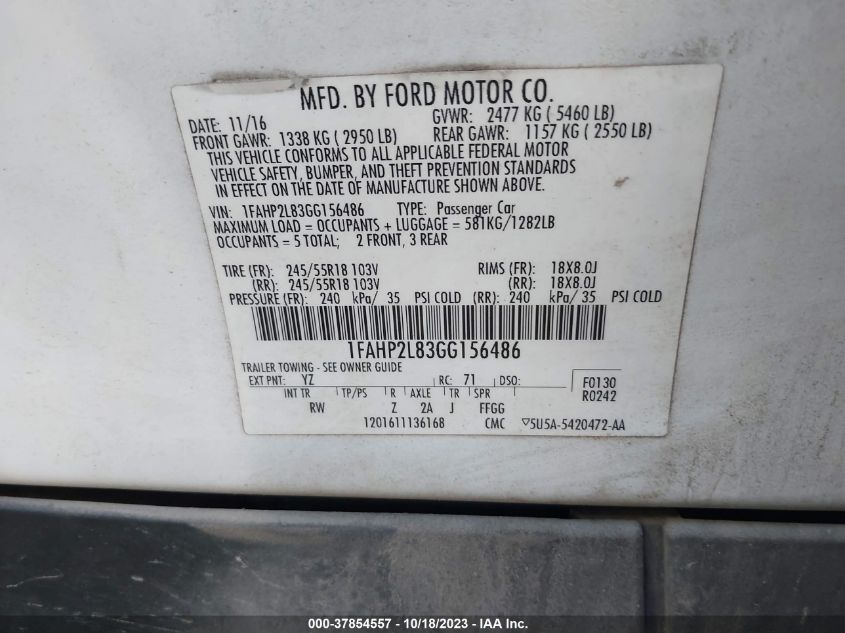 MFD. BY FORD MOTOR CO.
DATE: 11/16 GVWR: 2477 KG ( 5460 LB)
FRONT GAWR: 1338 KG ( 2950 LB) REAR GAWR: 1157 KG ( 2550 LB)
THIS VEHICLE CONFORMS TO ALL APPLICABLE FEDERAL MOTOR
VEHICLE SAFETY, BUMPER, AND THEFT PREVENTION STANDARDS
IN EFFECT ON THE DATE OF MANUFACTURE SHOWN ABOVE.
VIN: 1FAHP2L83GG156486 TYPE: Passenger Car
MAXIMUM LOAD = OCCUPANTS + LUGGAGE = 581KG/1282LB
OCCUPANTS = 5 TOTAL; 2 FRONT, 3 REAR
TIRE (FR): 245/55R18 103V RIMS (FR): 18X8.0J
(RR): 245/55R18 103V (RR): 18X8.0J
PRESSURE (FR): 240 kPa/ 35 PSI COLD (RR): 240 kPa/ 35 PSI COLD
1FAHP2L83GG156486
TRAILER TOWING - SEE OWNER GUIDE
EXT PNT: YZ RC: 71 DSO: F0130
INT TR TP/PS R AXLE TR SPR R0242
RW Z 2A J FFGG
1201611136168 CMC ▽5U5A-5420472-AA
000-37854557 | 10/18/2023 | IAAI.com